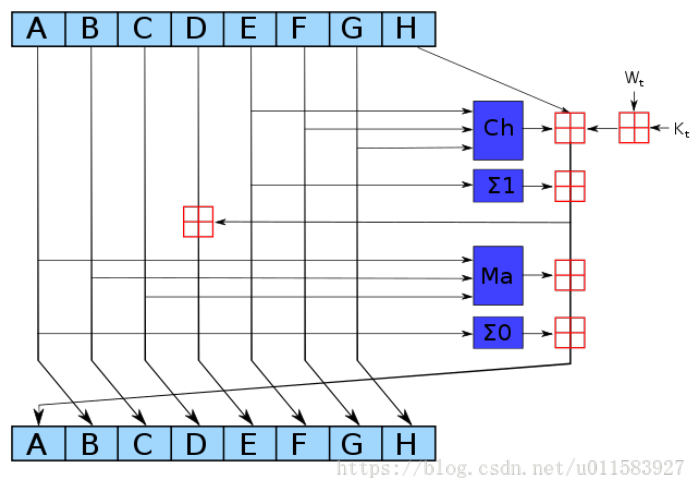 A B C D E F G H
Wt
Ch
Kt
Σ1
Ma
Σ0
A B C D E F G H
https://blog.csdn.net/u011583927